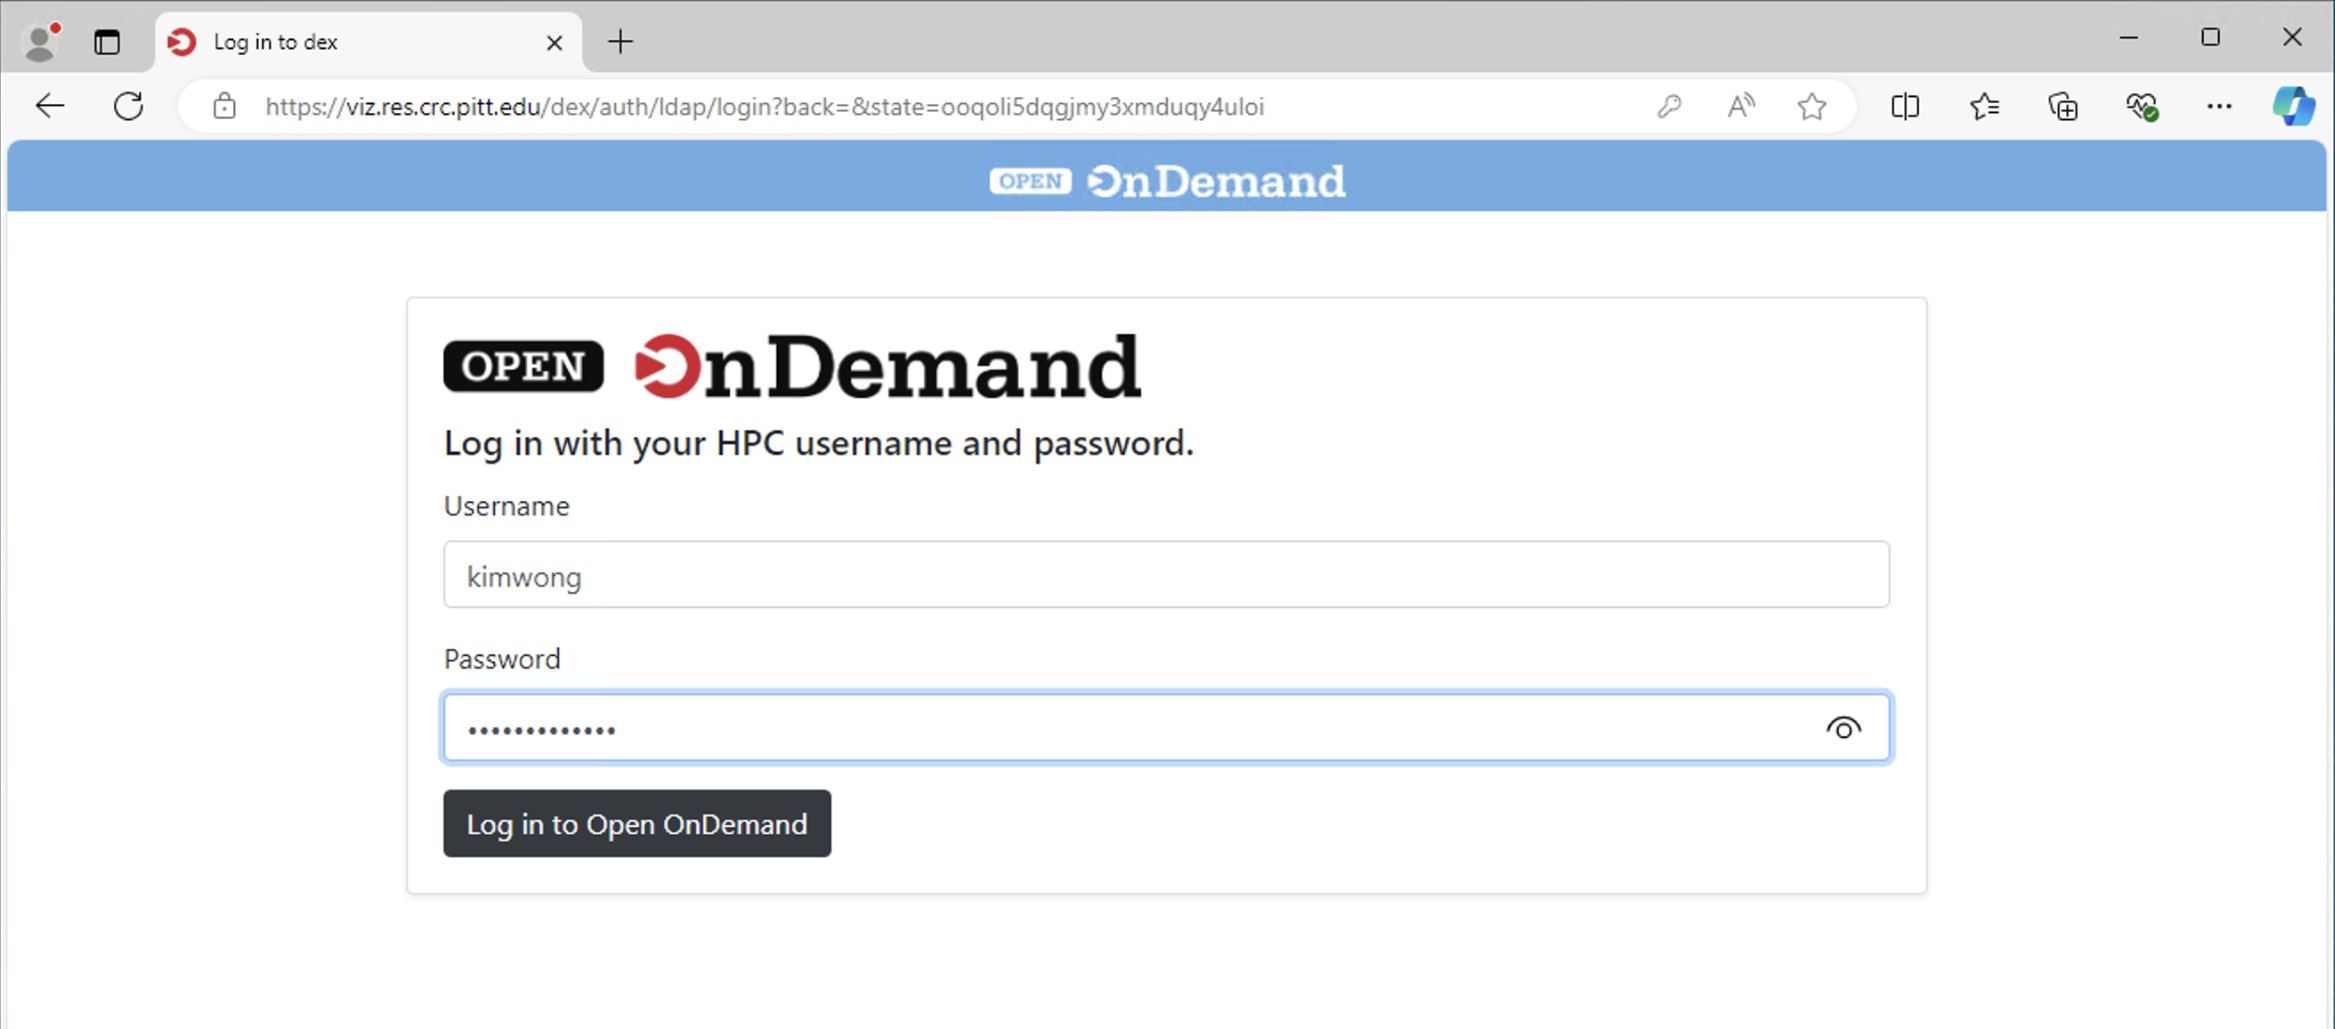 Log in to dex
https://viz.res.crc.pitt.edu/dex/auth/ldap/login?back=&state=ooqoli5dqgjmy3xmduqy4uloi
OPEN OnDemand
OPEN OnDemand
Log in with your HPC username and password.
Username
kimwong
Password
•••••••••••••
Log in to Open OnDemand